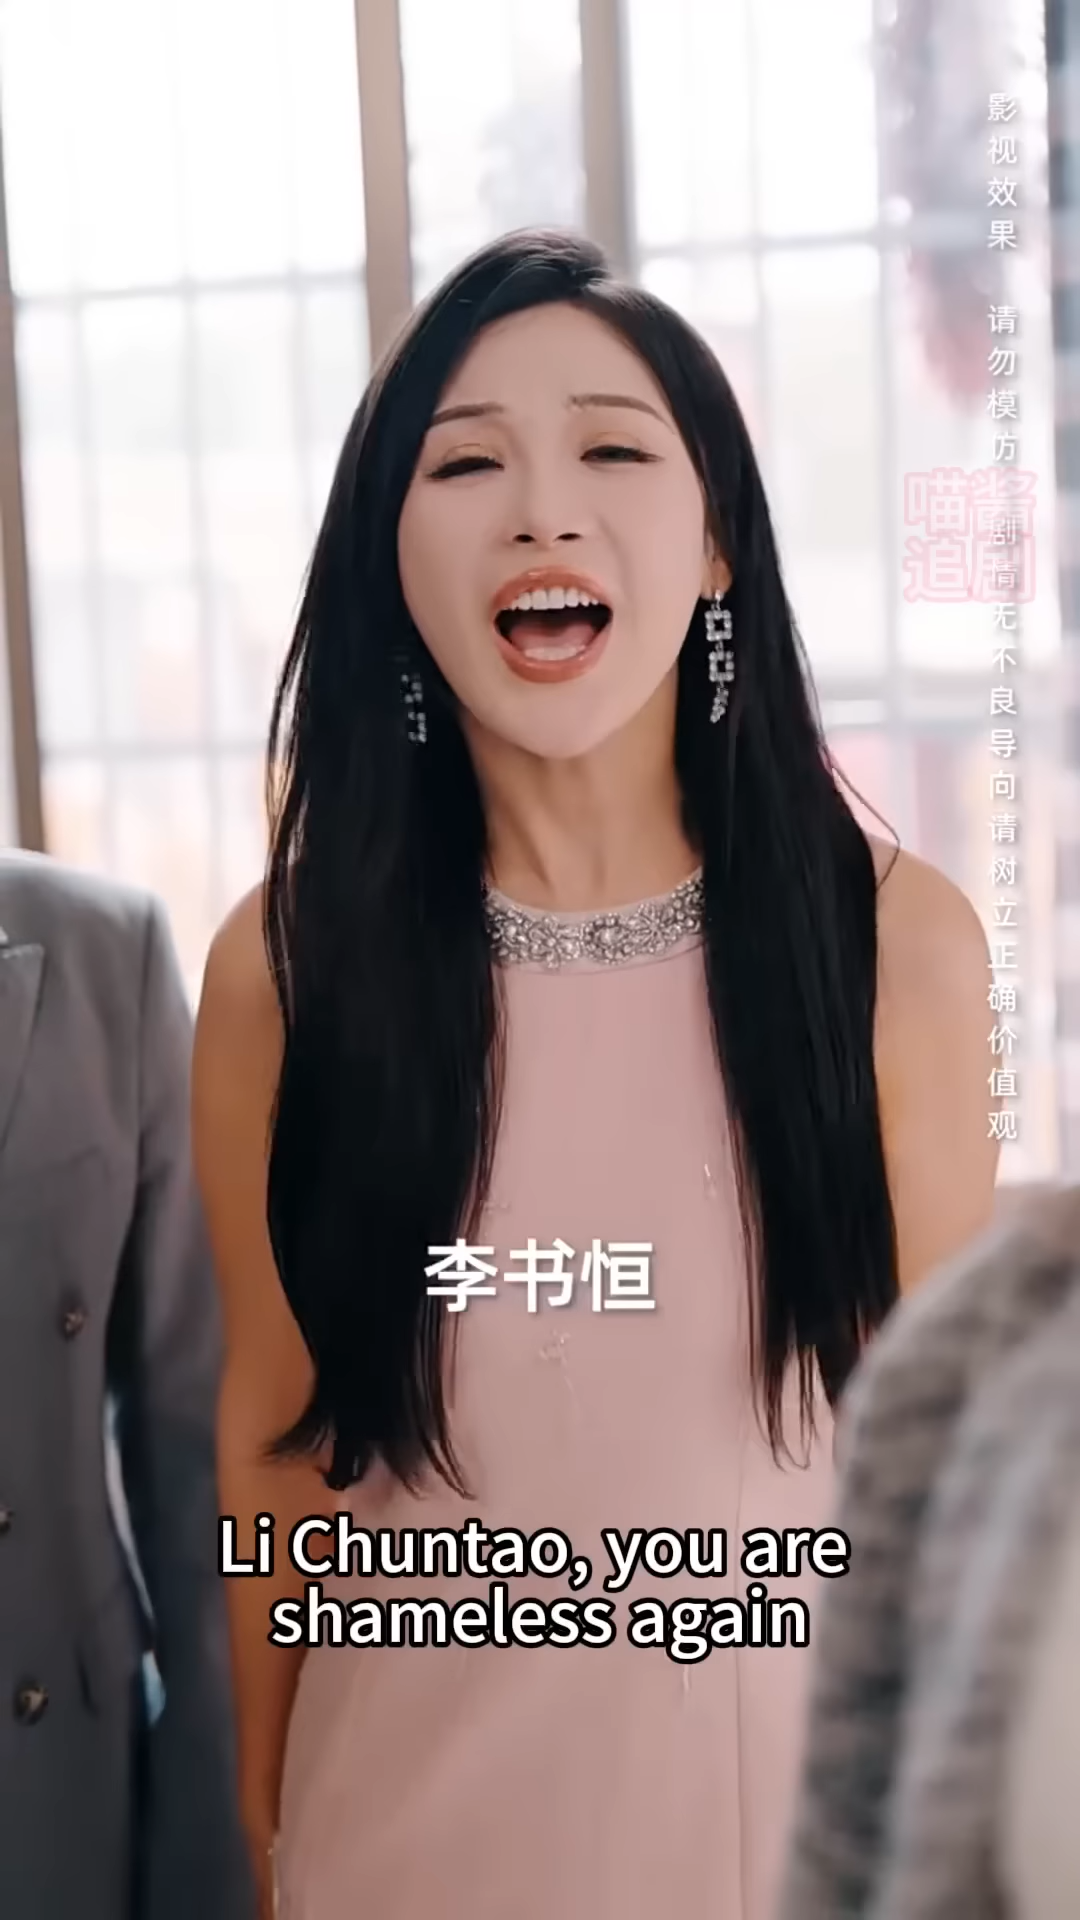 影视效果 请勿模仿 剧情无不良导向请树立正确价值观
喵酱
追剧
李书恒
Li Chuntao, you are
shameless again